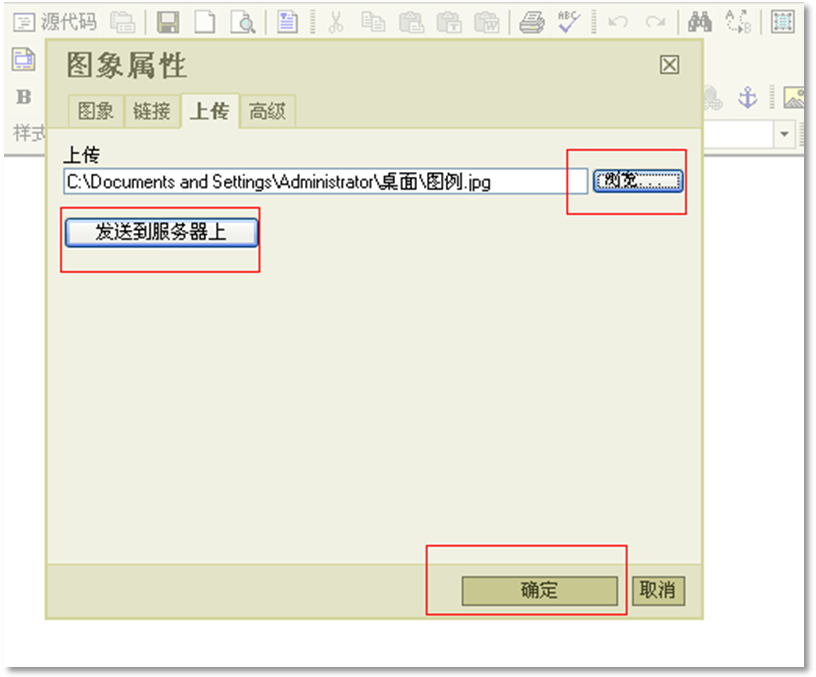 源代码
ABC
A
B
B
样式
图象属性
图象 链接 上传 高级
上传
C:\Documents and Settings\Administrator\桌面\图例.jpg
浏览. . .
发送到服务器上
确定 取消